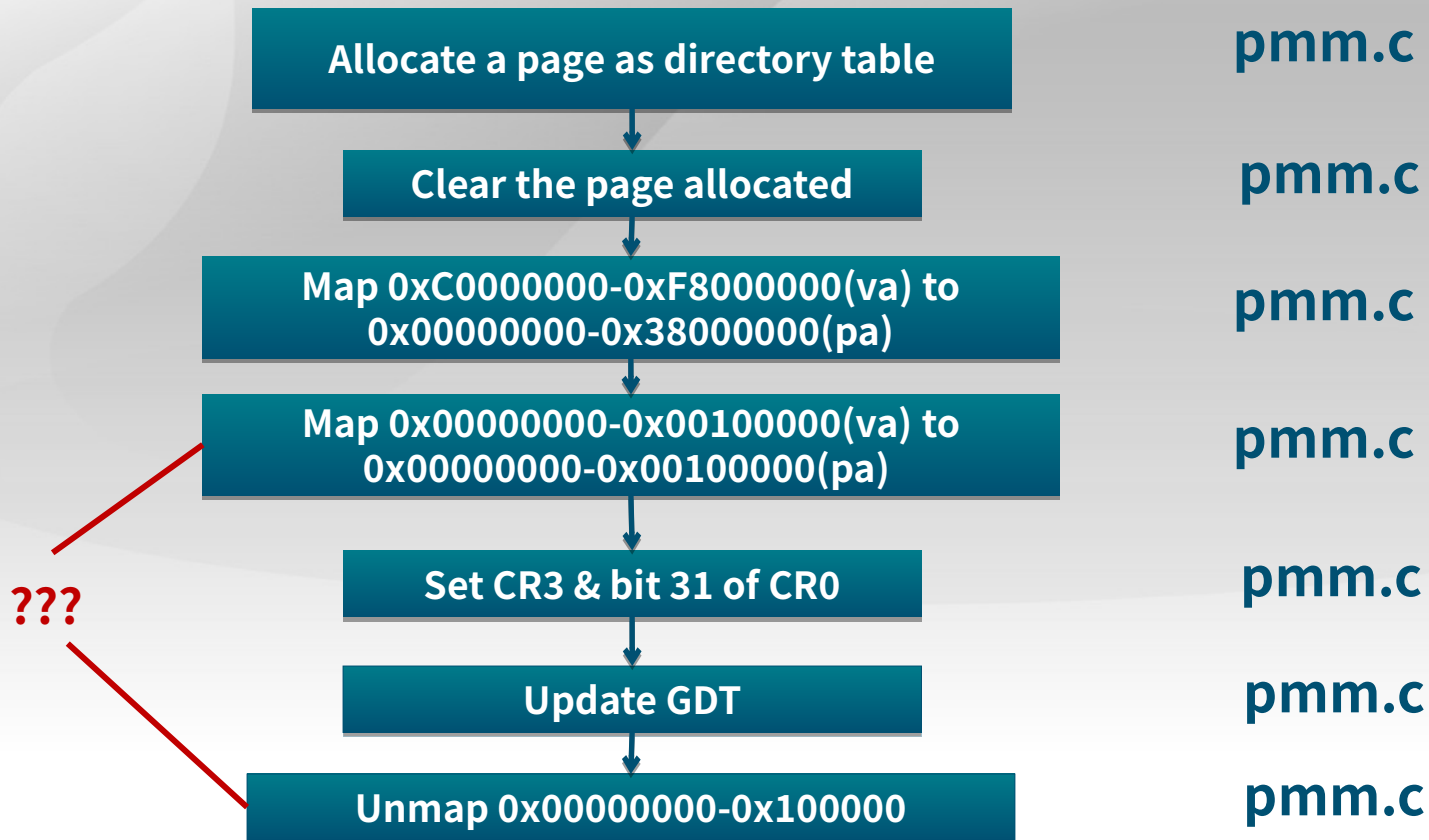 Allocate a page as directory table
pmm.c
Clear the page allocated
pmm.c
Map 0xC0000000-0xF8000000(va) to
0x00000000-0x38000000(pa)
pmm.c
Map 0x00000000-0x00100000(va) to
0x00000000-0x00100000(pa)
pmm.c
???
Set CR3 & bit 31 of CR0
pmm.c
Update GDT
pmm.c
Unmap 0x00000000-0x100000
pmm.c